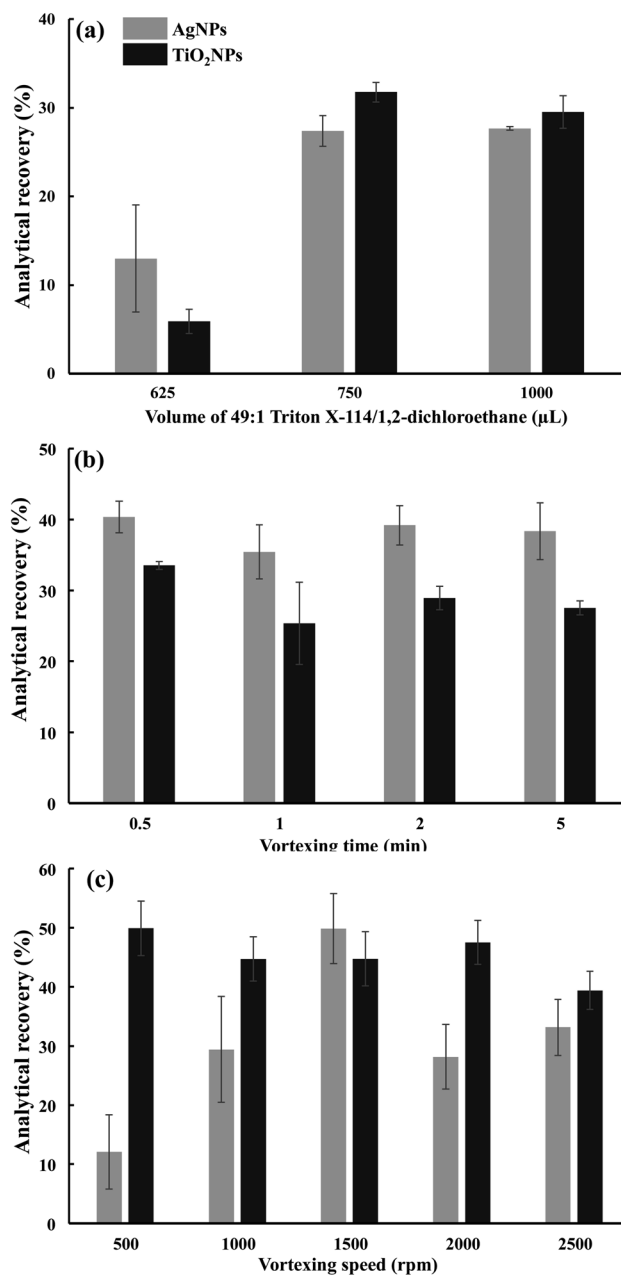 (a)
AgNPs
TiO₂NPs
Analytical recovery (%)
40
30
20
10
0
625 750 1000
Volume of 49:1 Triton X-114/1,2-dichloroethane (µL)
(b)
Analytical recovery (%)
50
40
30
20
10
0
0.5 1 2 5
Vortexing time (min)
(c)
Analytical recovery (%)
60
50
40
30
20
10
0
500 1000 1500 2000 2500
Vortexing speed (rpm)